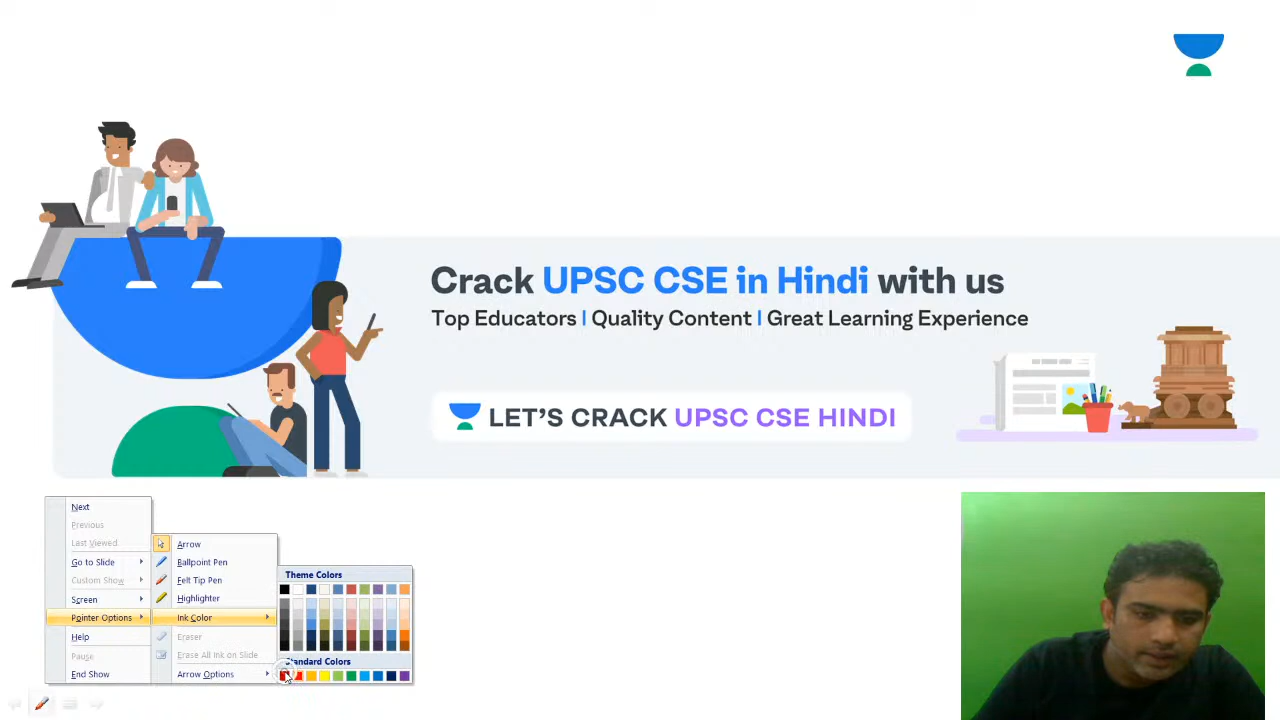 Crack UPSC CSE in Hindi with us
Top Educators | Quality Content | Great Learning Experience
LET'S CRACK UPSC CSE HINDI
Next
Previous
Last Viewed
Go to Slide
Custom Show
Screen
Pointer Options
Help
Pause
End Show
Arrow
Ballpoint Pen
Felt Tip Pen
Highlighter
Ink Color
Eraser
Erase All Ink on Slide
Arrow Options
Theme Colors
Standard Colors